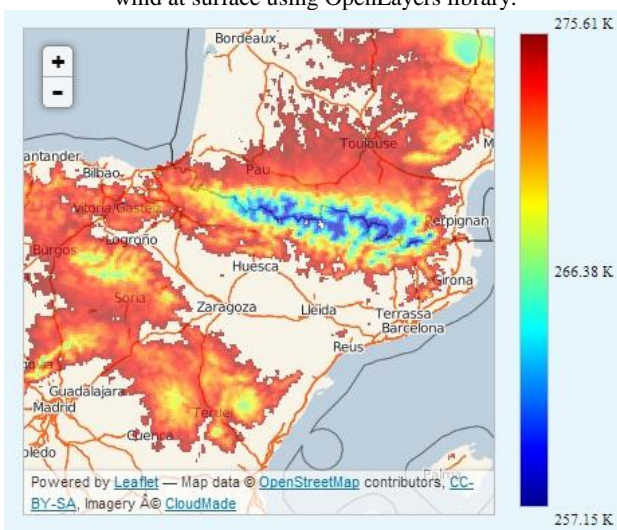 wind at surface using OpenLayers library.
275.61 K
+
-
Bordeaux
Toulouse
Pau
antander
Bilbao
Vitoria/Gasteiz
Perpignan
Logroño
Burgos
Huesca
266.38 K
Girona
Soria
Zaragoza
Lleida
Terrassa
Barcelona
Reus
Guadalajara
Madrid
Teruel
Cuenca
oledo
Palma
Powered by Leaflet — Map data © OpenStreetMap contributors, CC-
BY-SA, Imagery Â© CloudMade
257.15 K